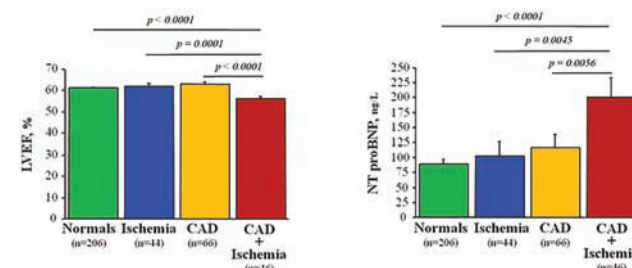 p < 0.0001
p = 0.0001
p < 0.0001
70
60
50
40
30
20
10
0
LVEF, %
Normals
(n=206)
Ischemia
(n=44)
CAD
(n=66)
CAD
+
Ischemia
(n=46)
p < 0.0001
p = 0.0045
p = 0.0056
250
225
200
175
150
125
100
75
50
25
0
NT proBNP, ng/L
Normals
(n=206)
Ischemia
(n=44)
CAD
(n=66)
CAD
+
Ischemia
(n=46)